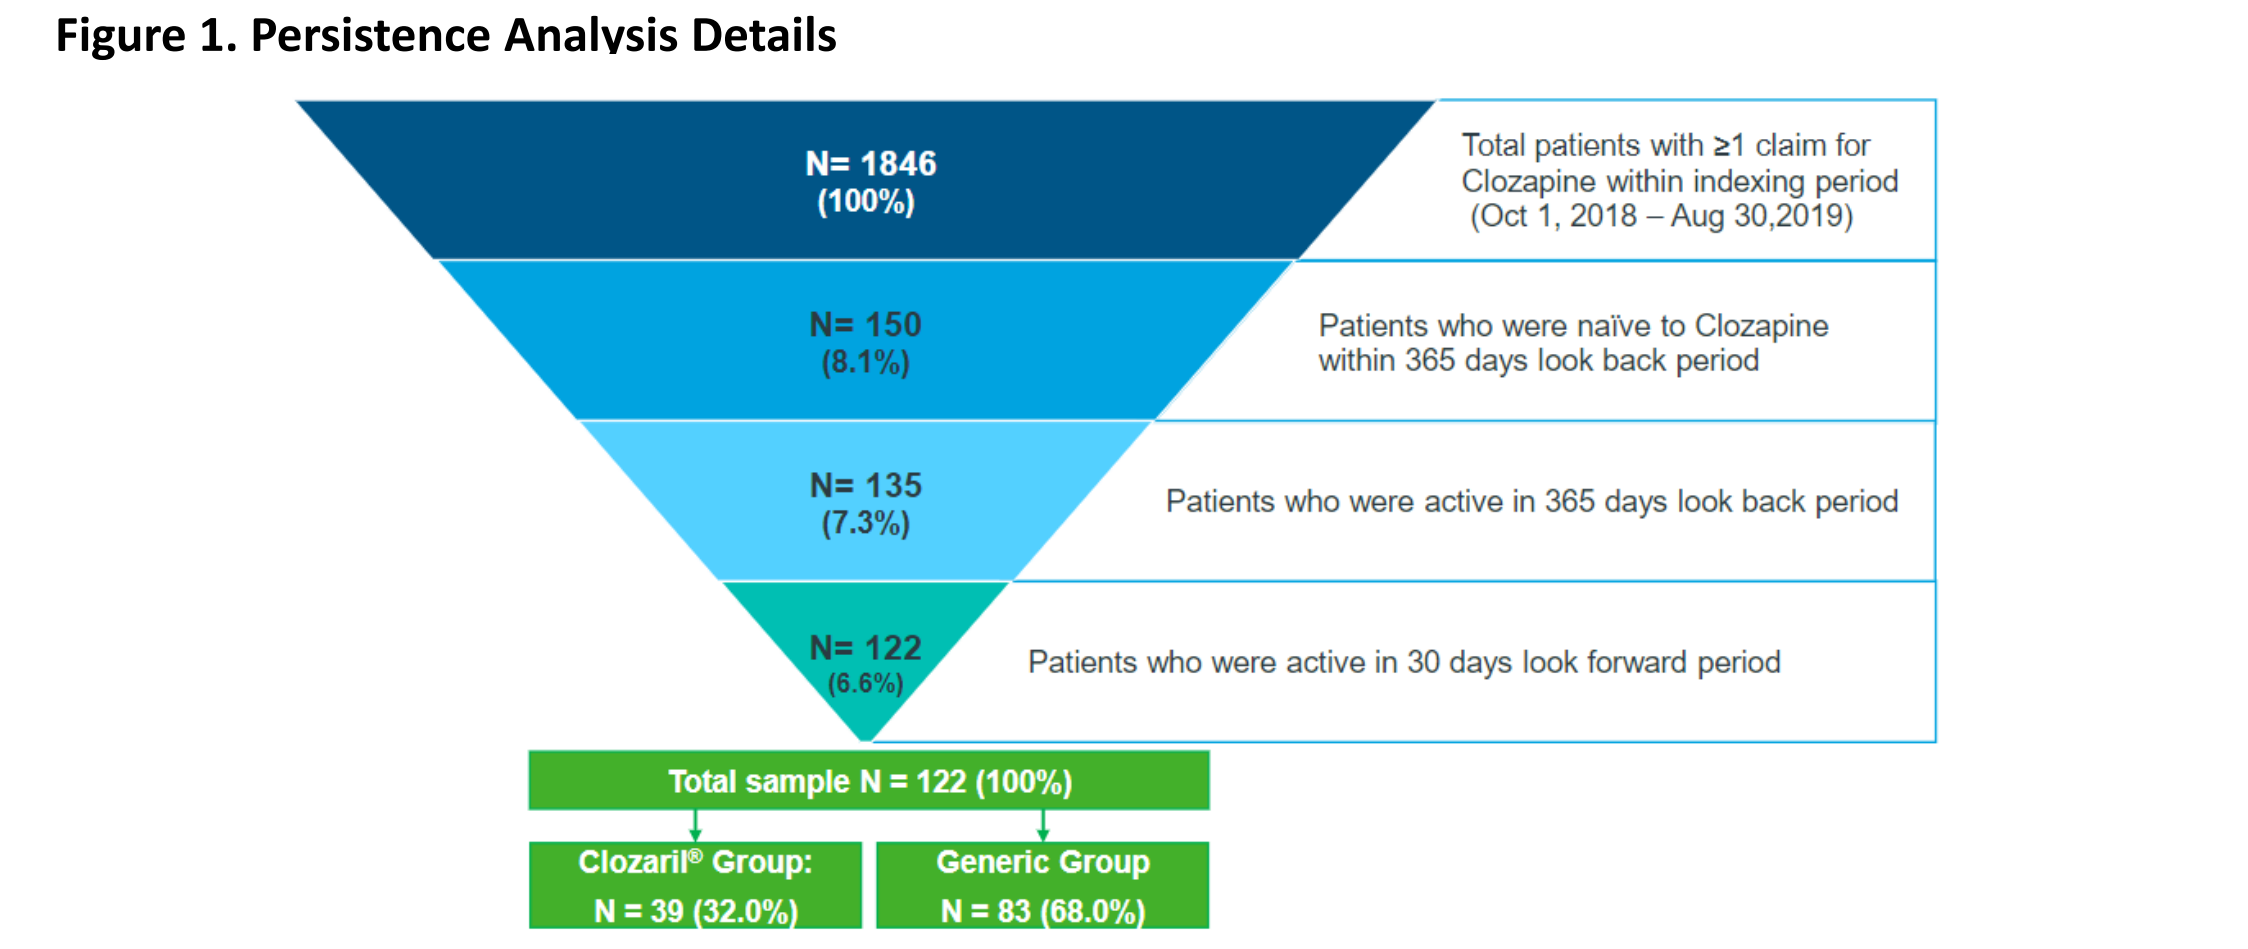 Figure 1. Persistence Analysis Details
N= 1846
(100%)
Total patients with ≥1 claim for
Clozapine within indexing period
(Oct 1, 2018 – Aug 30,2019)
N= 150
(8.1%)
Patients who were naïve to Clozapine
within 365 days look back period
N= 135
(7.3%)
Patients who were active in 365 days look back period
N= 122
(6.6%)
Patients who were active in 30 days look forward period
Total sample N = 122 (100%)
Clozaril® Group:
N = 39 (32.0%)
Generic Group
N = 83 (68.0%)